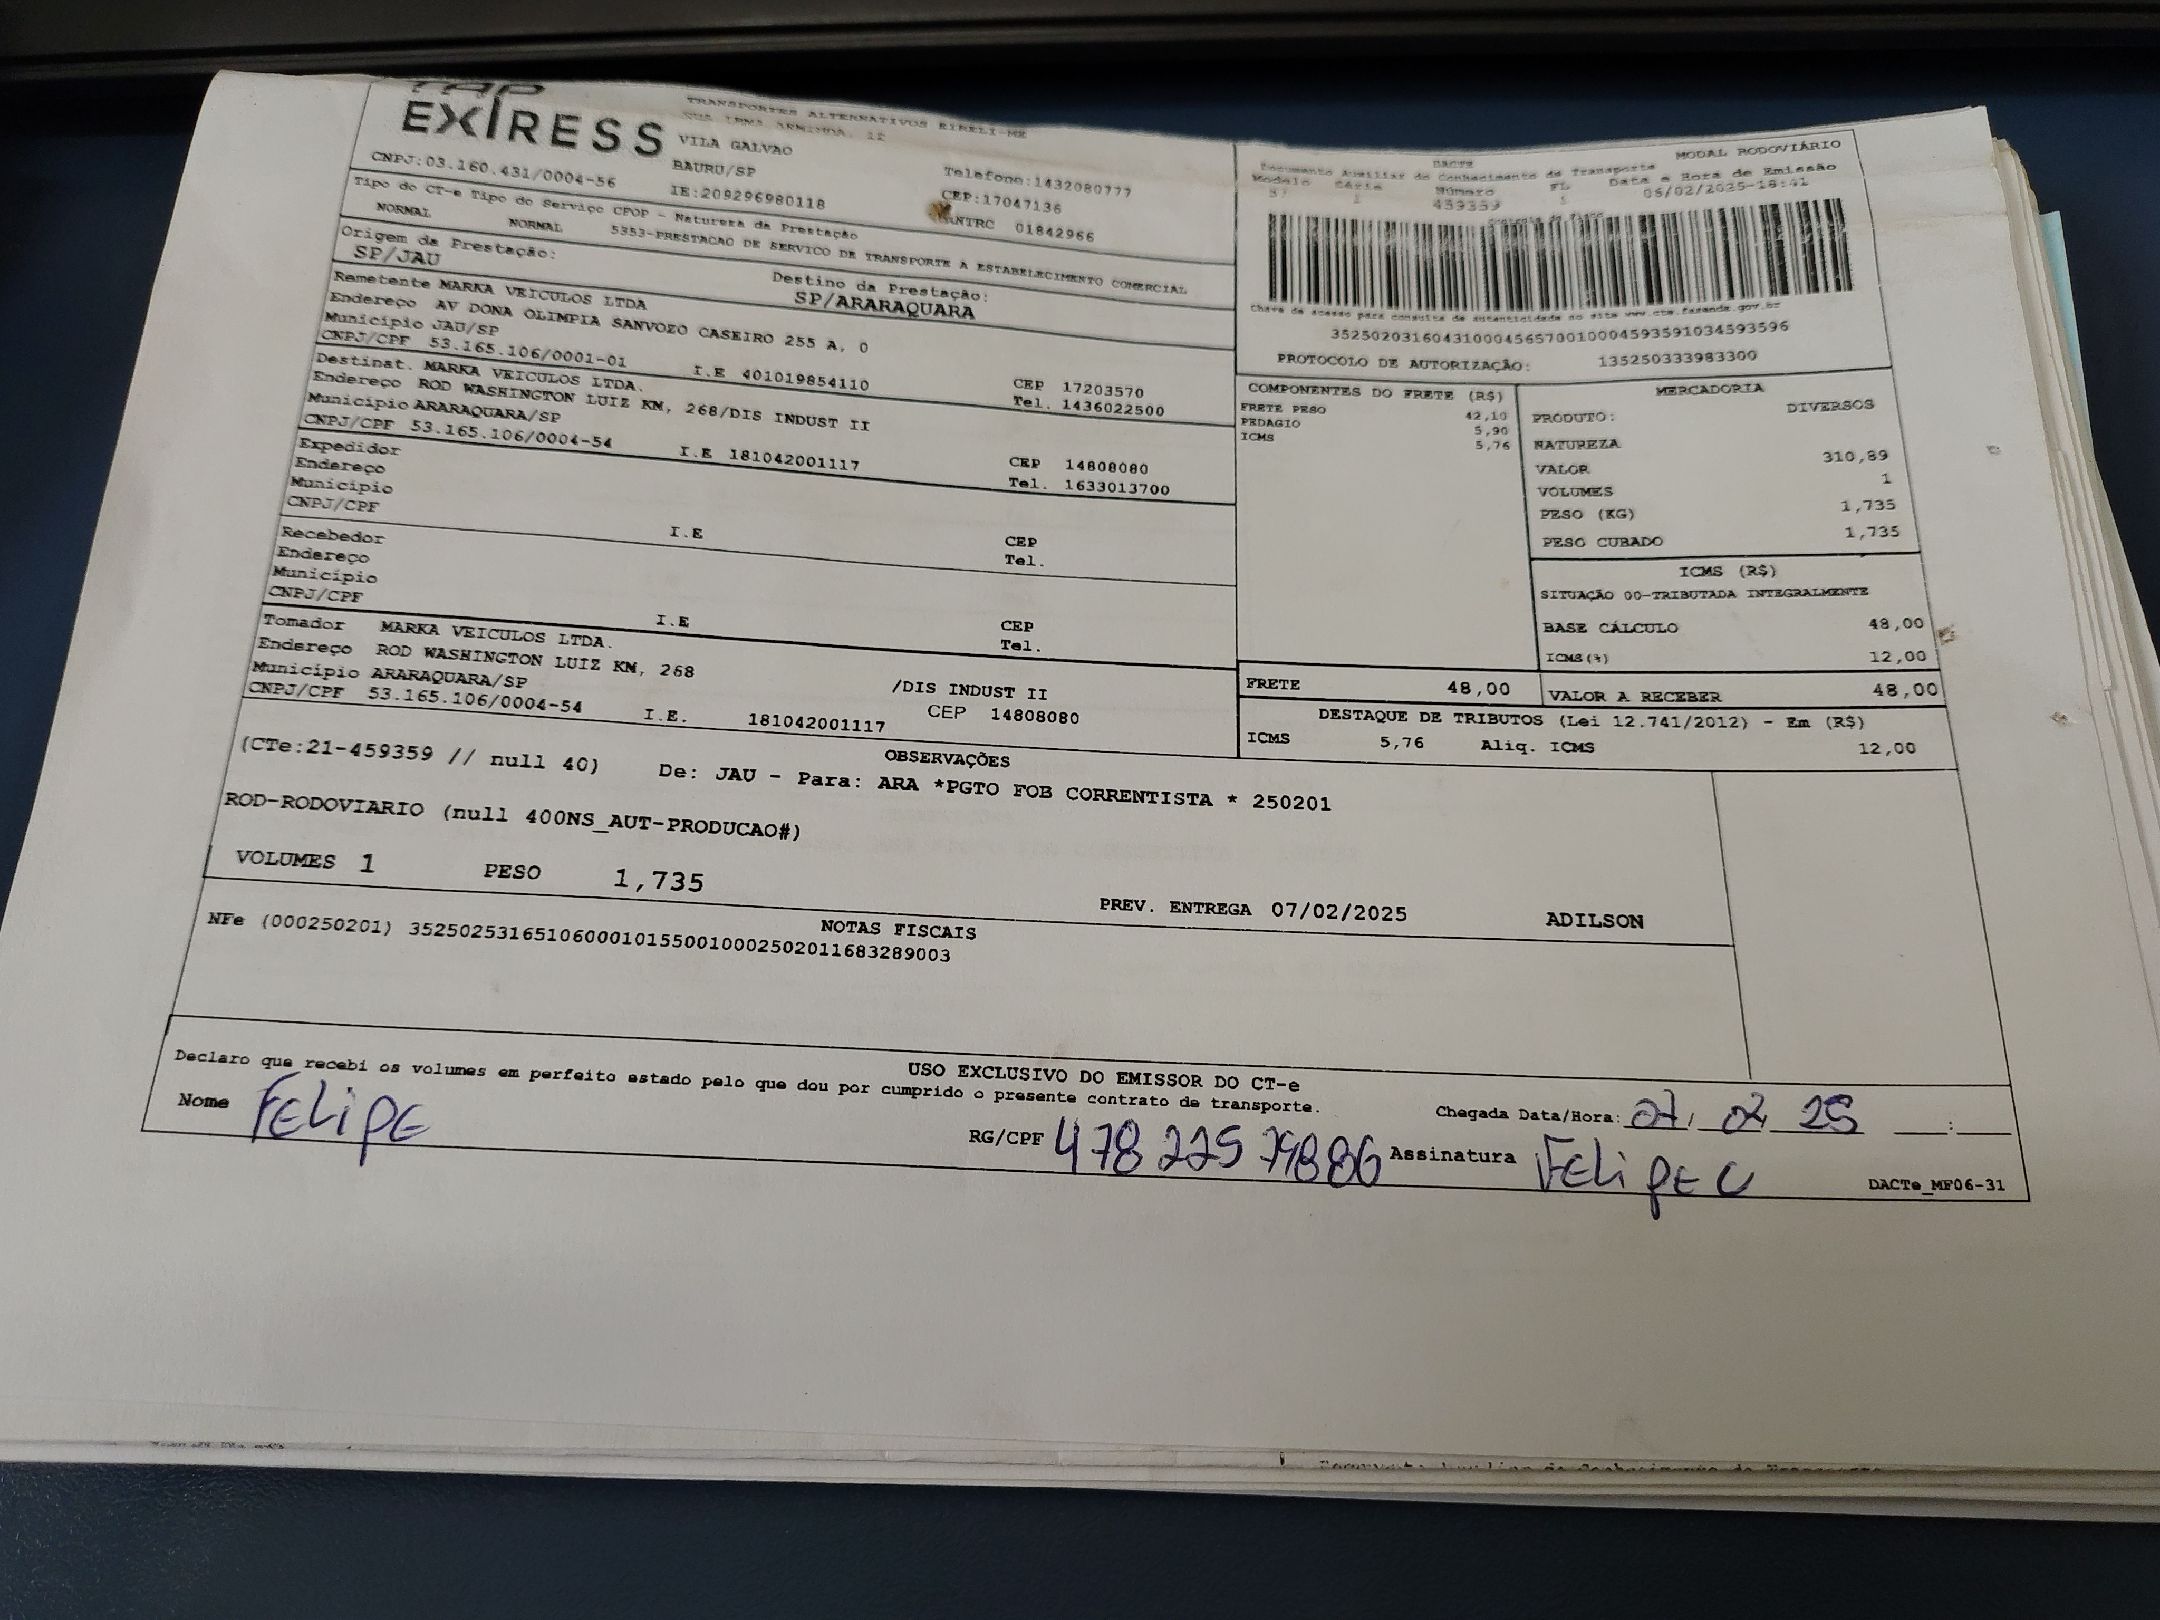 TAP
EXPRESS
TRANSPORTES ALTERNATIVOS EIRELI-ME
VILA GALVAO
BAURU/SP
Telefone:1432080777
CNPJ:03.160.431/0004-56
IE:209296980118
CEP:17047136
ANTRC 01842966
Tipo do CT-e Tipo do Serviço CFOP - Natureza da Prestação
NORMAL NORMAL 5353-PRESTACAO DE SERVICO DE TRANSPORTE A ESTABELECIMENTO COMERCIAL
Origem da Prestação:
SP/JAU
Destino da Prestação:
SP/ARARAQUARA
Remetente MARKA VEICULOS LTDA
Endereço AV DONA OLIMPIA SANVOZO CASEIRO 255 A, 0
Município JAU/SP
CNPJ/CPF 53.165.106/0001-01 I.E 401019854110
CEP 17203570
Tel. 1436022500
Destinat. MARKA VEICULOS LTDA.
Endereço ROD WASHINGTON LUIZ KM, 268/DIS INDUST II
Município ARARAQUARA/SP
CNPJ/CPF 53.165.106/0004-54 I.E 181042001117
CEP 14808080
Tel. 1633013700
Expedidor
Endereço
Município
CNPJ/CPF I.E
CEP
Tel.
Recebedor
Endereço
Município
CNPJ/CPF I.E
CEP
Tel.
Tomador MARKA VEICULOS LTDA.
Endereço ROD WASHINGTON LUIZ KM, 268 /DIS INDUST II
Município ARARAQUARA/SP CEP 14808080
CNPJ/CPF 53.165.106/0004-54 I.E. 181042001117
DACTE MODAL RODOVIÁRIO
Documento Auxiliar do Conhecimento de Transporte
Modelo Série Número FL Data e Hora de Emissão
57 1 459359 1 06/02/2025-18:41
Chave de acesso para consulta de autenticidade no site www.cte.fazenda.gov.br
35250203160431000456570010004593591034593596
PROTOCOLO DE AUTORIZAÇÃO: 135250333983300
COMPONENTES DO FRETE (R$)
FRETE PESO 42,10
PEDAGIO 5,90
ICMS 5,76
MERCADORIA
PRODUTO: DIVERSOS
NATUREZA
VALOR 310,89
VOLUMES 1
PESO (KG) 1,735
PESO CUBADO 1,735
ICMS (R$)
SITUAÇÃO 00-TRIBUTADA INTEGRALMENTE
BASE CÁLCULO 48,00
ICMS(%) 12,00
FRETE 48,00 VALOR A RECEBER 48,00
DESTAQUE DE TRIBUTOS (Lei 12.741/2012) - Em (R$)
ICMS 5,76 Aliq. ICMS 12,00
OBSERVAÇÕES
(CTe:21-459359 // null 40) De: JAU - Para: ARA *PGTO FOB CORRENTISTA * 250201
ROD-RODOVIARIO (null 400NS_AUT-PRODUCAO#)
VOLUMES 1 PESO 1,735 PREV. ENTREGA 07/02/2025 ADILSON
NOTAS FISCAIS
NFe (000250201) 35250253165106000101550010002502011683289003
USO EXCLUSIVO DO EMISSOR DO CT-e
Declaro que recebi os volumes em perfeito estado pelo que dou por cumprido o presente contrato de transporte.
Chegada Data/Hora: 07, 02 25 :
Nome FELiPE RG/CPF 478 225 798 86 Assinatura FELiPE C
DACTe_MF06-31